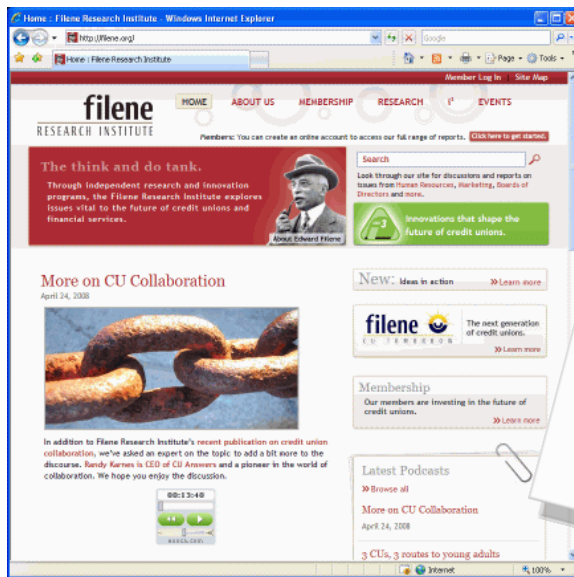 Home : Filene Research Institute - Windows Internet Explorer
http://filene.org/
Google
Home : Filene Research Institute
Page
Tools
Member Log In | Site Map
filene
RESEARCH INSTITUTE
HOME
ABOUT US
MEMBERSHIP
RESEARCH
i³
EVENTS
Members: You can create an online account to access our full range of reports. Click here to get started.
The think and do tank.
Through independent research and innovation
programs, the Filene Research Institute explores
issues vital to the future of credit unions and
financial services.
About Edward Filene
Search
Look through our site for discussions and reports on
issues from Human Resources, Marketing, Boards of
Directors and more.
Innovations that shape the
future of credit unions.
More on CU Collaboration
April 24, 2008
In addition to Filene Research Institute's recent publication on credit union
collaboration, we've asked an expert on the topic to add a bit more to the
discourse. Randy Karnes is CEO of CU Answers and a pioneer in the world of
collaboration. We hope you enjoy the discussion.
00:13:40
New: Ideas in action
Learn more
filene
CU TOMORROW
The next generation
of credit unions.
Learn more
Membership
Our members are investing in the future of
credit unions.
Learn more
Latest Podcasts
Browse all
More on CU Collaboration
April 24, 2008
3 CUs, 3 routes to young adults
Internet
100%